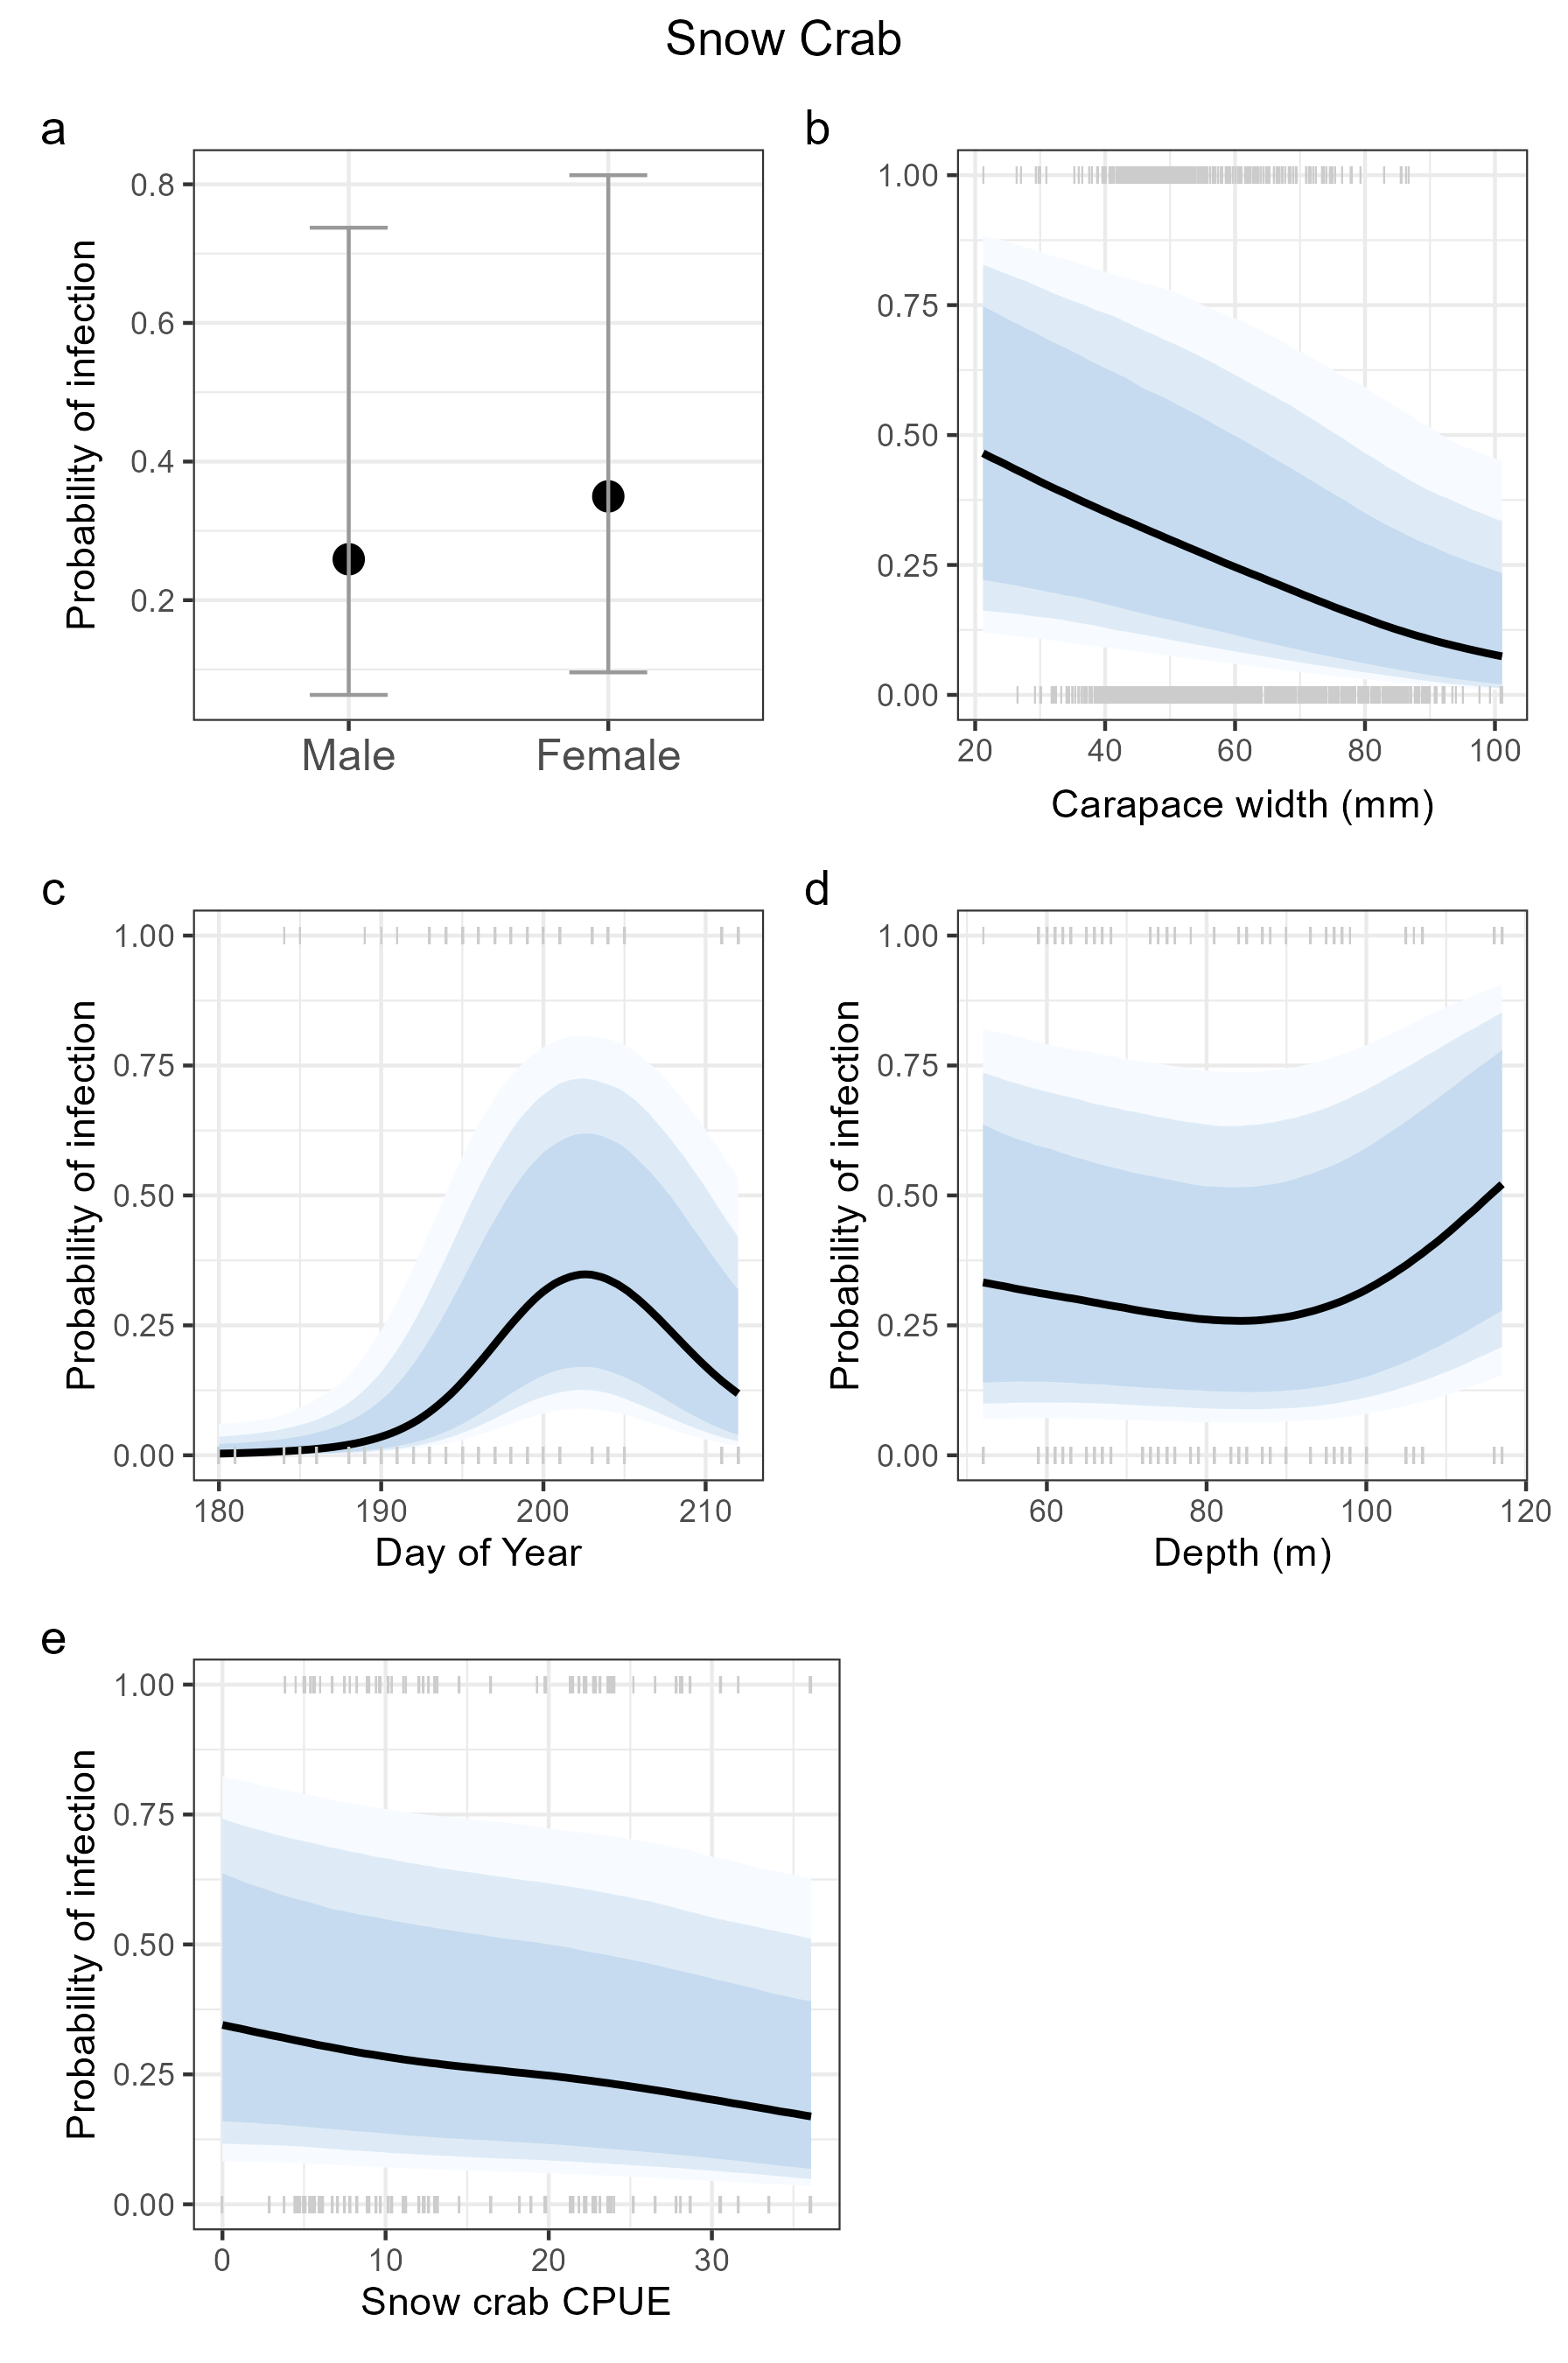 Snow Crab
a
Probability of infection
0.8
0.6
0.4
0.2
Male Female
b
1.00
0.75
0.50
0.25
0.00
20 40 60 80 100
Carapace width (mm)
c
Probability of infection
1.00
0.75
0.50
0.25
0.00
180 190 200 210
Day of Year
d
Probability of infection
1.00
0.75
0.50
0.25
0.00
60 80 100 120
Depth (m)
e
Probability of infection
1.00
0.75
0.50
0.25
0.00
0 10 20 30
Snow crab CPUE